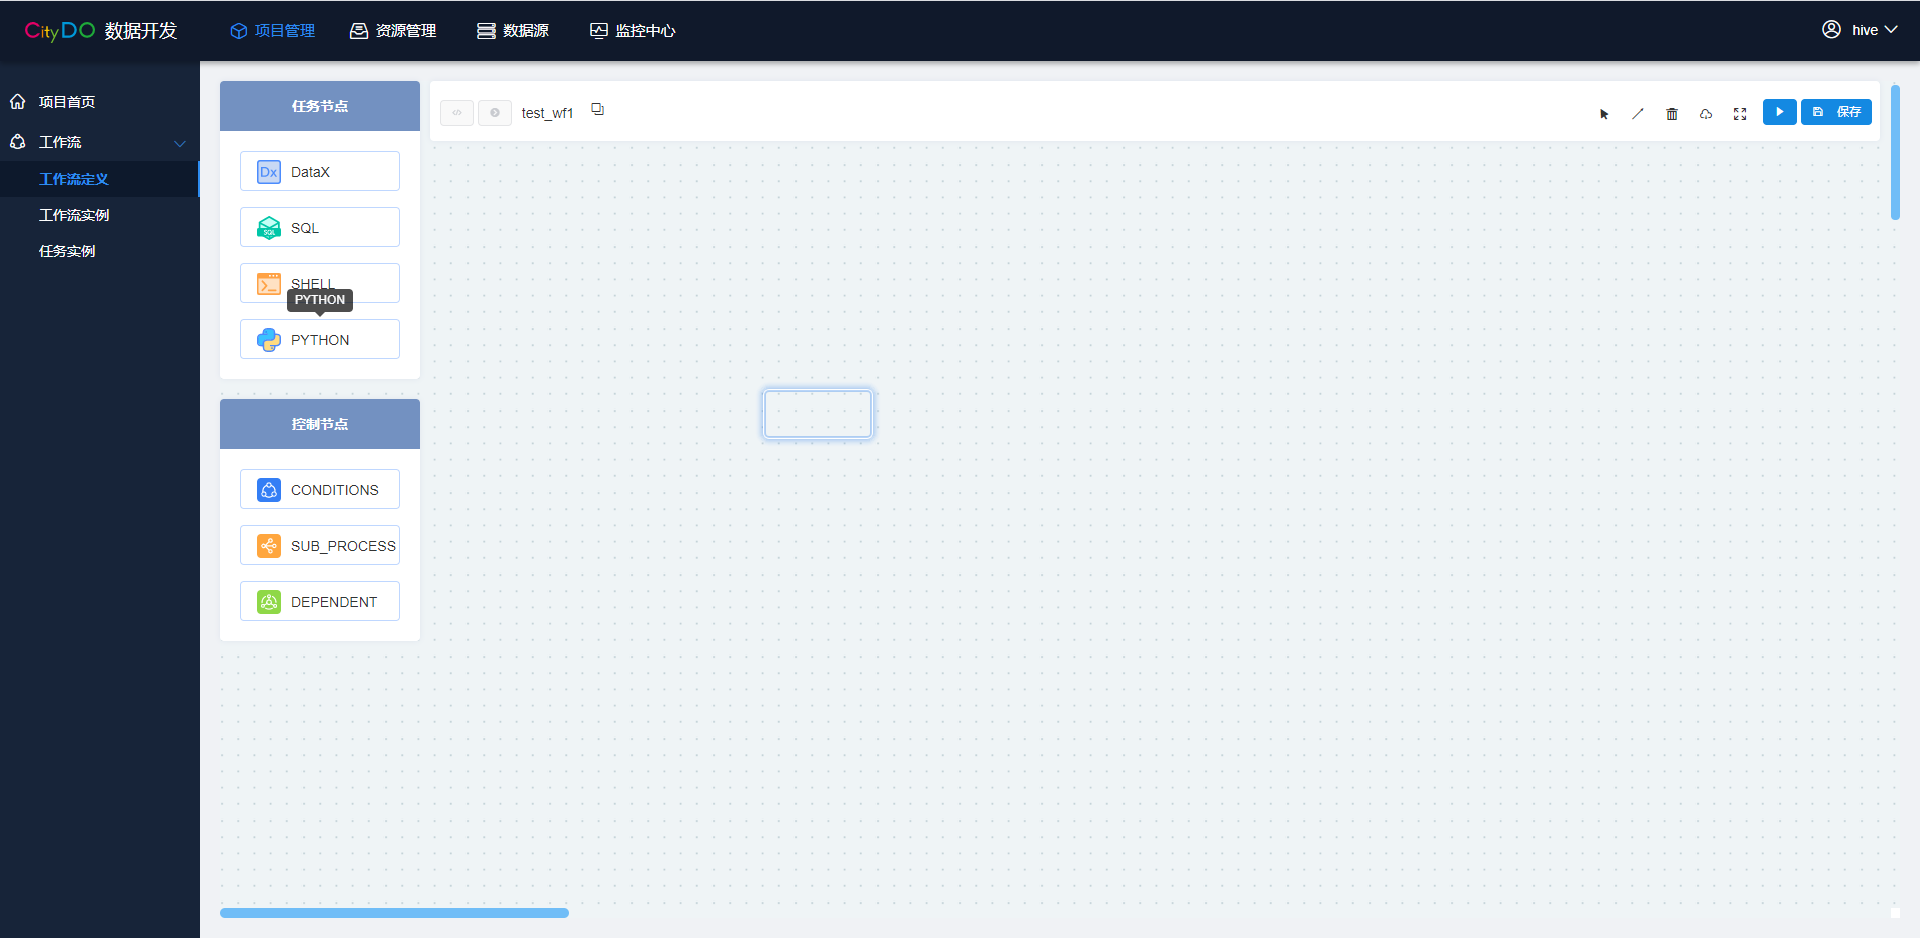 CityDO 数据开发 项目管理 资源管理 数据源 监控中心 hive
项目首页
工作流
工作流定义
工作流实例
任务实例
任务节点
Dx DataX
SQL SQL
SHELL
PYTHON
PYTHON
控制节点
CONDITIONS
SUB_PROCESS
DEPENDENT
test_wf1
保存